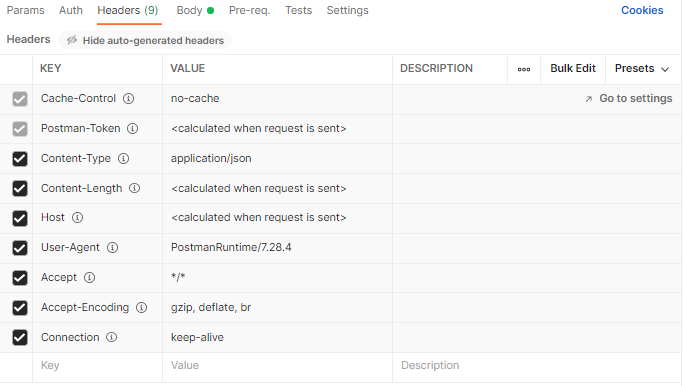 Params Auth Headers (9) Body Pre-req. Tests Settings Cookies
Headers Hide auto-generated headers
KEY VALUE DESCRIPTION Bulk Edit Presets
Cache-Control no-cache Go to settings
Postman-Token <calculated when request is sent>
Content-Type application/json
Content-Length <calculated when request is sent>
Host <calculated when request is sent>
User-Agent PostmanRuntime/7.28.4
Accept */*
Accept-Encoding gzip, deflate, br
Connection keep-alive
Key Value Description